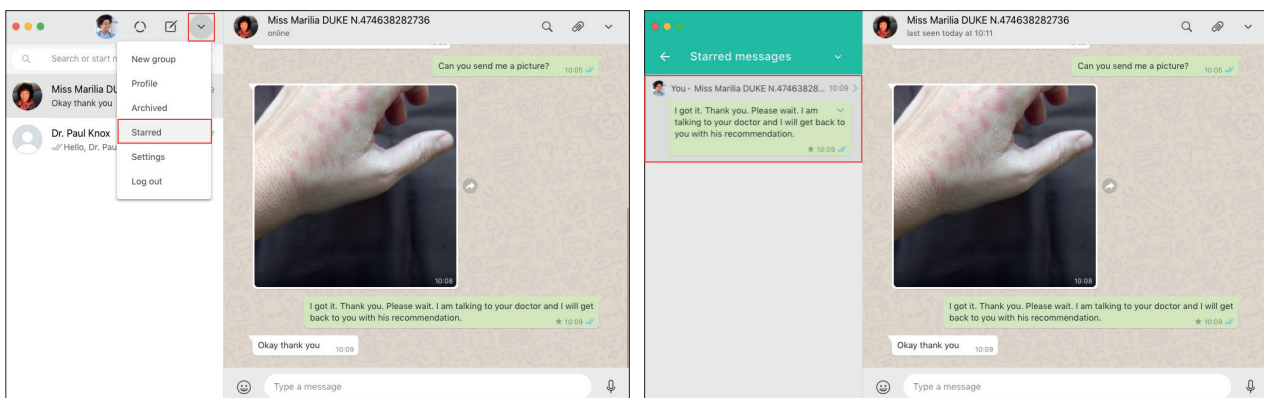 Miss Marilia DUKE N.474638282736
online
Search or start n
New group
Profile
Archived
Starred
Settings
Log out
Miss Marilia DU
Okay thank you
Dr. Paul Knox
Hello, Dr. Pau
Can you send me a picture? 10:05
10:08
I got it. Thank you. Please wait. I am talking to your doctor and I will get
back to you with his recommendation. 10:09
Okay thank you 10:09
Type a message
Starred messages
You · Miss Marilia DUKE N.47463828... 10:09
I got it. Thank you. Please wait. I am
talking to your doctor and I will get back to
you with his recommendation.
10:09
Miss Marilia DUKE N.474638282736
last seen today at 10:11
Can you send me a picture? 10:05
10:08
I got it. Thank you. Please wait. I am talking to your doctor and I will get
back to you with his recommendation. 10:09
Okay thank you 10:09
Type a message